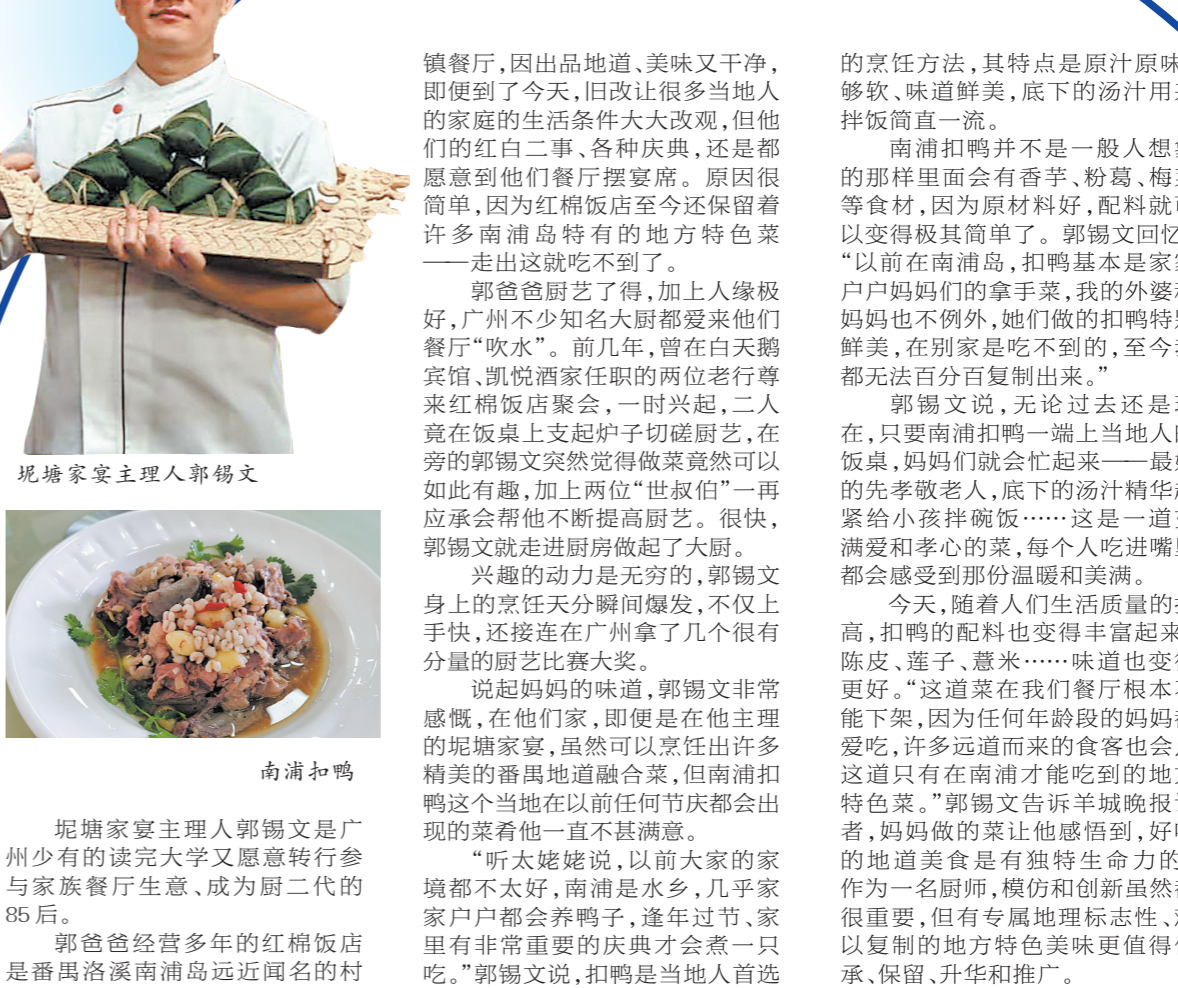 坭塘家宴主理人郭锡文
南浦扣鸭
坭塘家宴主理人郭锡文是广
州少有的读完大学又愿意转行参
与家族餐厅生意、成为厨二代的
85后。
郭爸爸经营多年的红棉饭店
是番禺洛溪南浦岛远近闻名的村
镇餐厅,因出品地道、美味又干净,
即便到了今天,旧改让很多当地人
的家庭的生活条件大大改观,但他
们的红白二事、各种庆典,还是都
愿意到他们餐厅摆宴席。原因很
简单,因为红棉饭店至今还保留着
许多南浦岛特有的地方特色菜
——走出这就吃不到了。
郭爸爸厨艺了得,加上人缘极
好,广州不少知名大厨都爱来他们
餐厅“吹水”。前几年,曾在白天鹅
宾馆、凯悦酒家任职的两位老行尊
来红棉饭店聚会,一时兴起,二人
竟在饭桌上支起炉子切磋厨艺,在
旁的郭锡文突然觉得做菜竟然可以
如此有趣,加上两位“世叔伯”一再
应承会帮他不断提高厨艺。很快,
郭锡文就走进厨房做起了大厨。
兴趣的动力是无穷的,郭锡文
身上的烹饪天分瞬间爆发,不仅上
手快,还接连在广州拿了几个很有
分量的厨艺比赛大奖。
说起妈妈的味道,郭锡文非常
感慨,在他们家,即便是在他主理
的坭塘家宴,虽然可以烹饪出许多
精美的番禺地道融合菜,但南浦扣
鸭这个当地在以前任何节庆都会出
现的菜肴他一直不甚满意。
“听太姥姥说,以前大家的家
境都不太好,南浦是水乡,几乎家
家户户都会养鸭子,逢年过节、家
里有非常重要的庆典才会煮一只
吃。”郭锡文说,扣鸭是当地人首选
的烹饪方法,其特点是原汁原味
够软、味道鲜美,底下的汤汁用
拌饭简直一流。
南浦扣鸭并不是一般人想
的那样里面会有香芋、粉葛、梅
等食材,因为原材料好,配料就
以变得极其简单了。郭锡文回忆
“以前在南浦岛,扣鸭基本是家
户户妈妈们的拿手菜,我的外婆
妈妈也不例外,她们做的扣鸭特
鲜美,在别家是吃不到的,至今
都无法百分百复制出来。”
郭锡文说,无论过去还是
在,只要南浦扣鸭一端上当地人
饭桌,妈妈们就会忙起来——最
的先孝敬老人,底下的汤汁精华
紧给小孩拌碗饭……这是一道
满爱和孝心的菜,每个人吃进嘴
都会感受到那份温暖和美满。
今天,随着人们生活质量的
高,扣鸭的配料也变得丰富起来
陈皮、莲子、薏米……味道也变
更好。“这道菜在我们餐厅根本
能下架,因为任何年龄段的妈妈
爱吃,许多远道而来的食客也会
这道只有在南浦才能吃到的地
特色菜。”郭锡文告诉羊城晚报
者,妈妈做的菜让他感悟到,好
的地道美食是有独特生命力的
作为一名厨师,模仿和创新虽然
很重要,但有专属地理标志性、
以复制的地方特色美味更值得
承、保留、升华和推广。